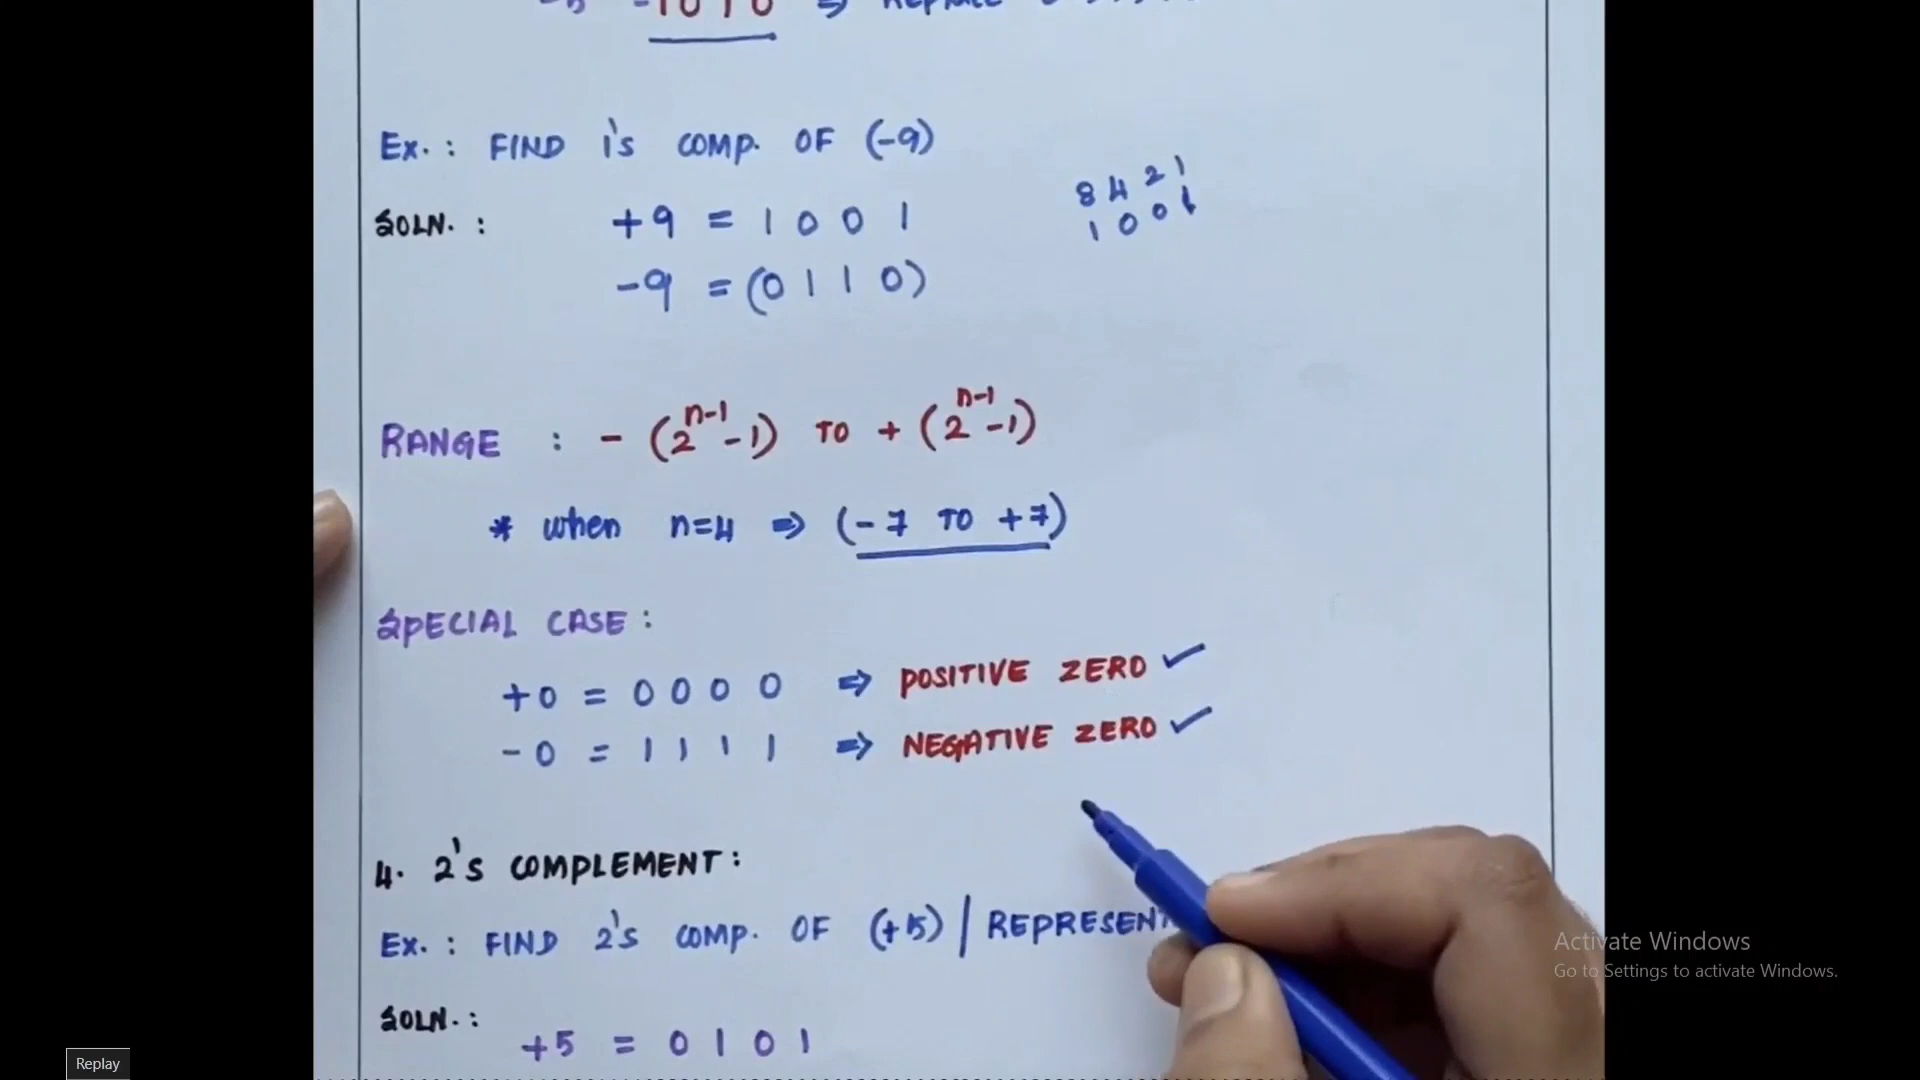 -5 -1010 ⇒
Ex. : FIND 1's COMP. OF (-9)
8 4 2 1
1 0 0 1
SOLN. : +9 = 1 0 0 1
-9 = (0 1 1 0)
RANGE : - (2^{n-1} - 1) TO + (2^{n-1} - 1)
* when n=4 ⇒ (-7 TO +7)
SPECIAL CASE :
+0 = 0 0 0 0 ⇒ POSITIVE ZERO ✓
-0 = 1 1 1 1 ⇒ NEGATIVE ZERO ✓
4. 2's COMPLEMENT :
Ex. : FIND 2's COMP. OF (+5) / REPRESENT
SOLN. :
+5 = 0 1 0 1
Activate Windows
Go to Settings to activate Windows.
Replay